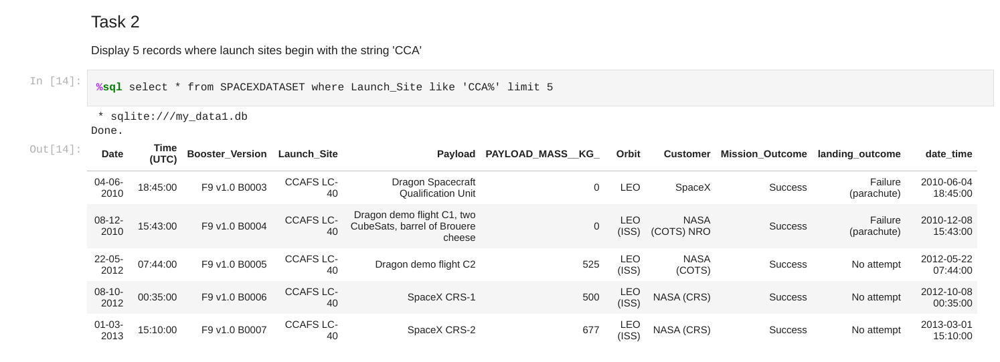 Task 2
Display 5 records where launch sites begin with the string 'CCA'
In [14]: %sql select * from SPACEXDATASET where Launch_Site like 'CCA%' limit 5
* sqlite:///my_data1.db
Done.
Out[14]:
Date Time (UTC) Booster_Version Launch_Site Payload PAYLOAD_MASS__KG_ Orbit Customer Mission_Outcome landing_outcome date_time
04-06-2010 18:45:00 F9 v1.0 B0003 CCAFS LC-40 Dragon Spacecraft Qualification Unit 0 LEO SpaceX Success Failure (parachute) 2010-06-04 18:45:00
08-12-2010 15:43:00 F9 v1.0 B0004 CCAFS LC-40 Dragon demo flight C1, two CubeSats, barrel of Brouere cheese 0 LEO (ISS) NASA (COTS) NRO Success Failure (parachute) 2010-12-08 15:43:00
22-05-2012 07:44:00 F9 v1.0 B0005 CCAFS LC-40 Dragon demo flight C2 525 LEO (ISS) NASA (COTS) Success No attempt 2012-05-22 07:44:00
08-10-2012 00:35:00 F9 v1.0 B0006 CCAFS LC-40 SpaceX CRS-1 500 LEO (ISS) NASA (CRS) Success No attempt 2012-10-08 00:35:00
01-03-2013 15:10:00 F9 v1.0 B0007 CCAFS LC-40 SpaceX CRS-2 677 LEO (ISS) NASA (CRS) Success No attempt 2013-03-01 15:10:00